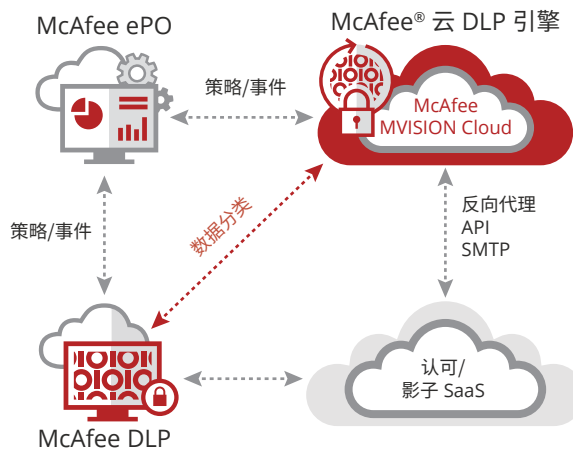 McAfee ePO
McAfee® 云 DLP 引擎
策略/事件
McAfee
MVISION Cloud
策略/事件
数据分类
反向代理
API
SMTP
认可/
影子 SaaS
McAfee DLP